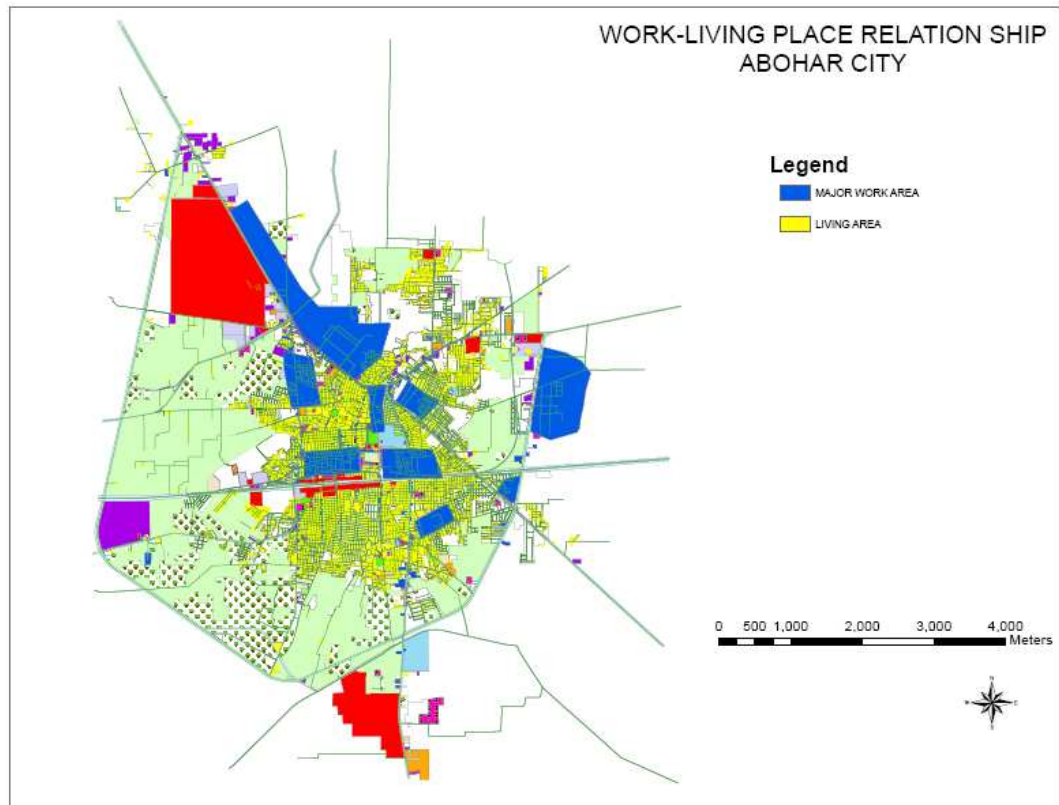 WORK-LIVING PLACE RELATION SHIP
ABOHAR CITY
Legend
MAJOR WORK AREA
LIVING AREA
0 500 1,000 2,000 3,000 4,000
Meters
N
W E
S